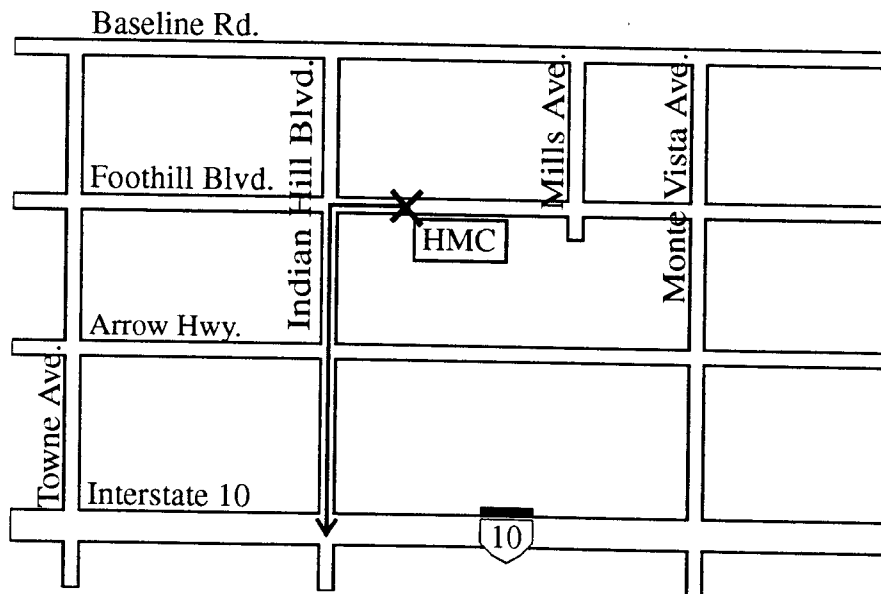 Baseline Rd.
Indian Hill Blvd.
Mills Ave.
Monte Vista Ave.
Foothill Blvd.
HMC
Arrow Hwy.
Towne Ave.
Interstate 10
10